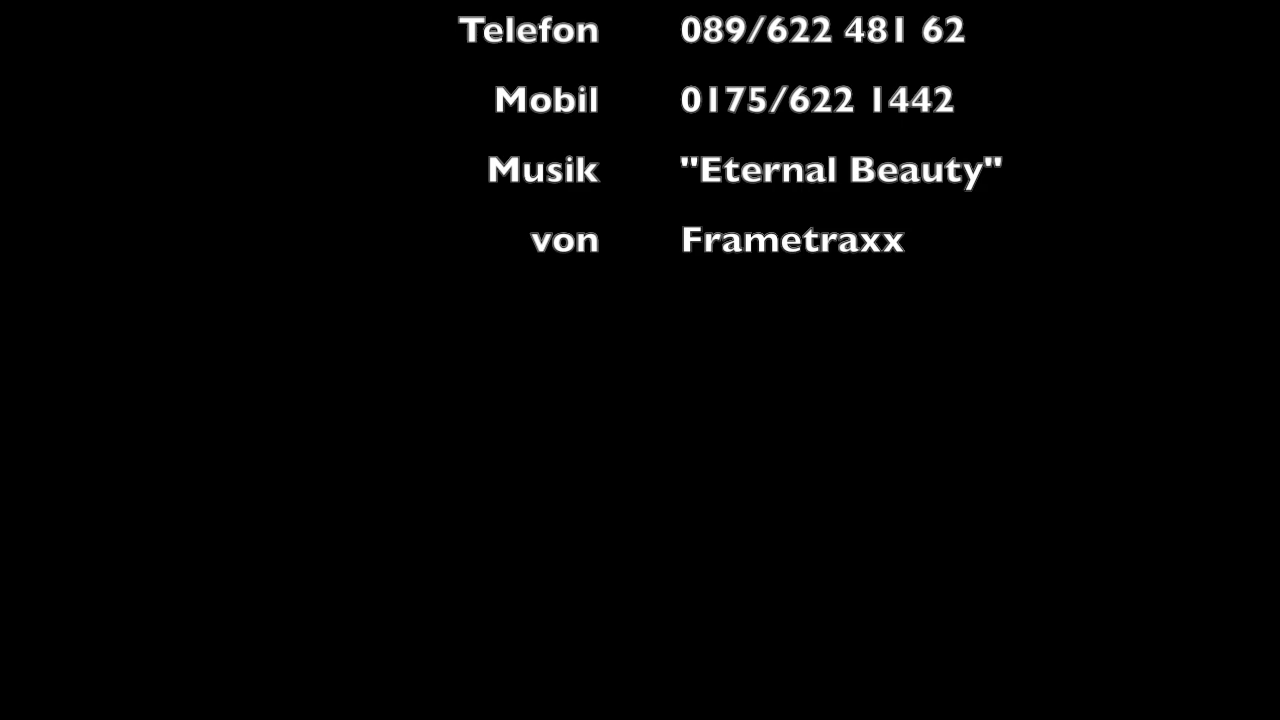 Telefon 089/622 481 62
Mobil 0175/622 1442
Musik "Eternal Beauty"
von Frametraxx